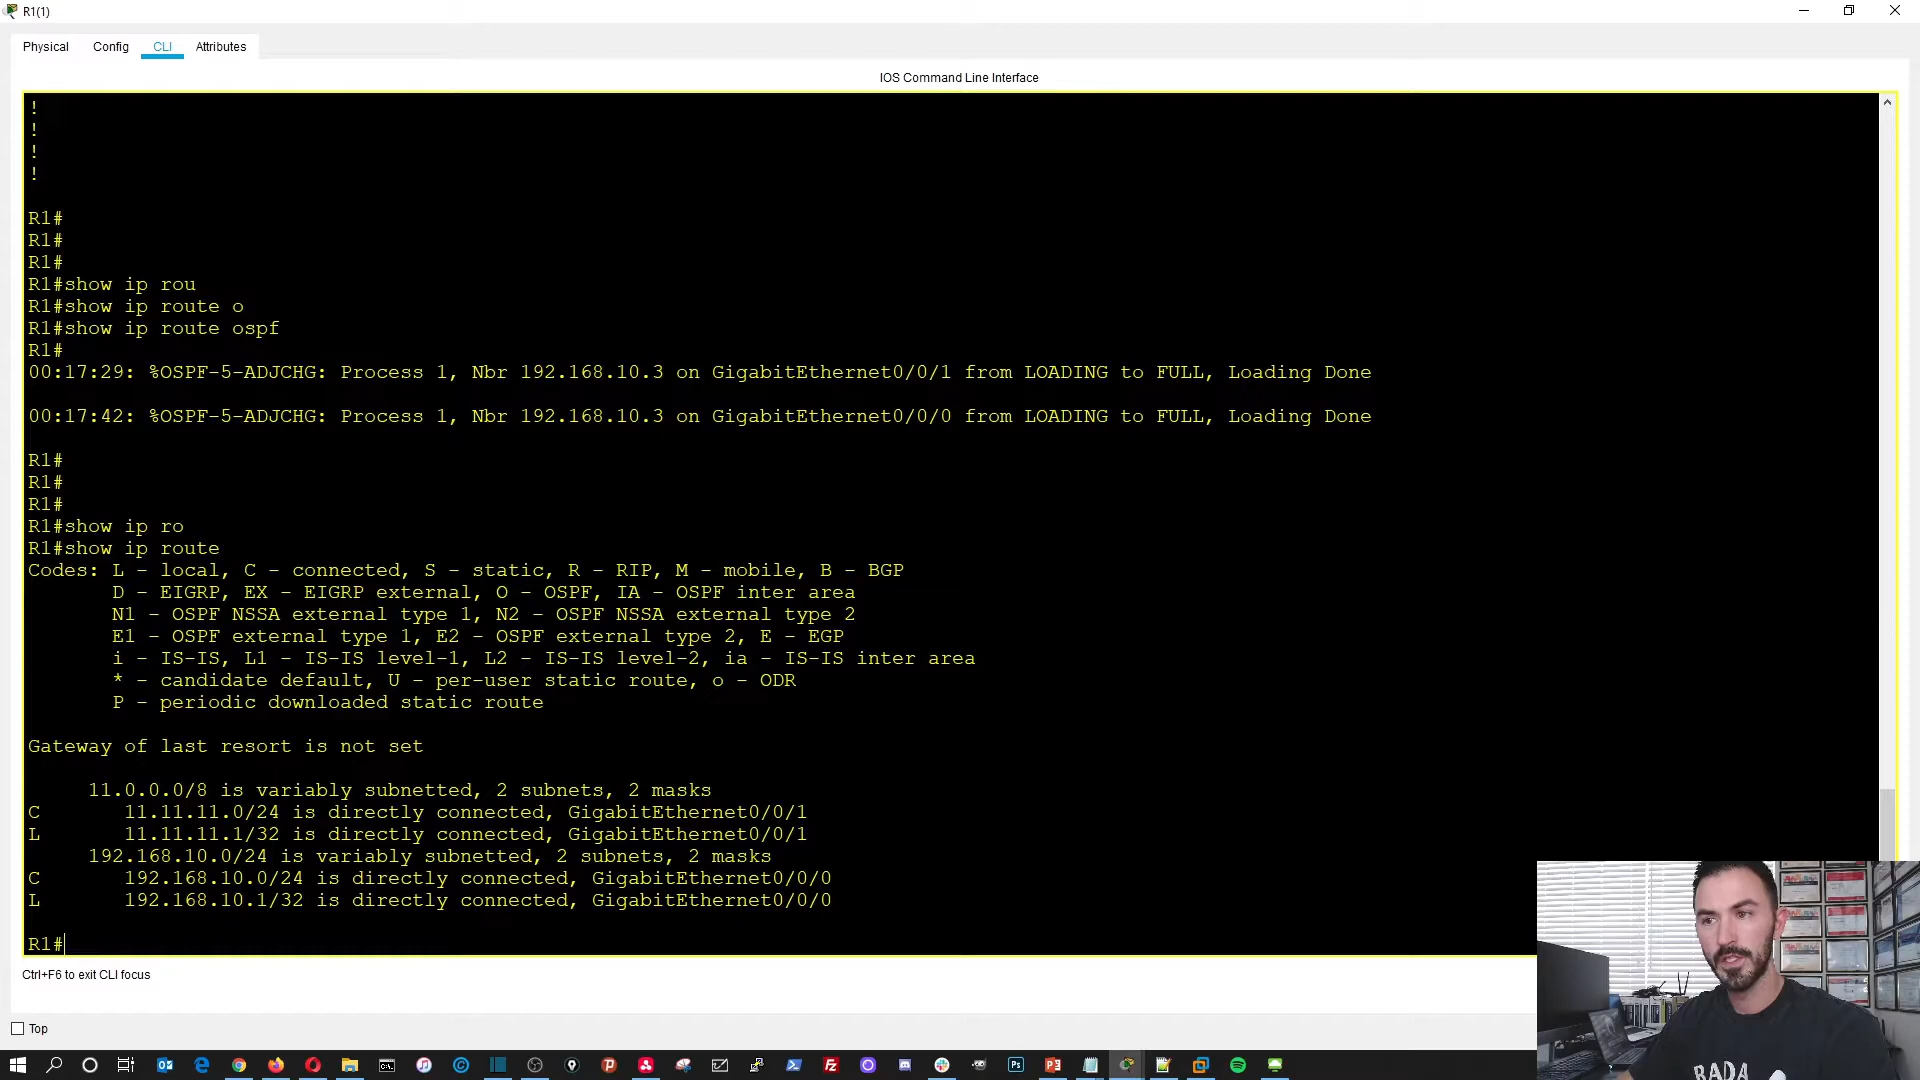 R1(1)
Physical Config CLI Attributes
IOS Command Line Interface
!
!
!
!
R1#
R1#
R1#
R1#show ip rou
R1#show ip route o
R1#show ip route ospf
R1#
00:17:29: %OSPF-5-ADJCHG: Process 1, Nbr 192.168.10.3 on GigabitEthernet0/0/1 from LOADING to FULL, Loading Done
00:17:42: %OSPF-5-ADJCHG: Process 1, Nbr 192.168.10.3 on GigabitEthernet0/0/0 from LOADING to FULL, Loading Done
R1#
R1#
R1#
R1#show ip ro
R1#show ip route
Codes: L - local, C - connected, S - static, R - RIP, M - mobile, B - BGP
D - EIGRP, EX - EIGRP external, O - OSPF, IA - OSPF inter area
N1 - OSPF NSSA external type 1, N2 - OSPF NSSA external type 2
E1 - OSPF external type 1, E2 - OSPF external type 2, E - EGP
i - IS-IS, L1 - IS-IS level-1, L2 - IS-IS level-2, ia - IS-IS inter area
* - candidate default, U - per-user static route, o - ODR
P - periodic downloaded static route
Gateway of last resort is not set
11.0.0.0/8 is variably subnetted, 2 subnets, 2 masks
C 11.11.11.0/24 is directly connected, GigabitEthernet0/0/1
L 11.11.11.1/32 is directly connected, GigabitEthernet0/0/1
192.168.10.0/24 is variably subnetted, 2 subnets, 2 masks
C 192.168.10.0/24 is directly connected, GigabitEthernet0/0/0
L 192.168.10.1/32 is directly connected, GigabitEthernet0/0/0
R1#
Ctrl+F6 to exit CLI focus
Top